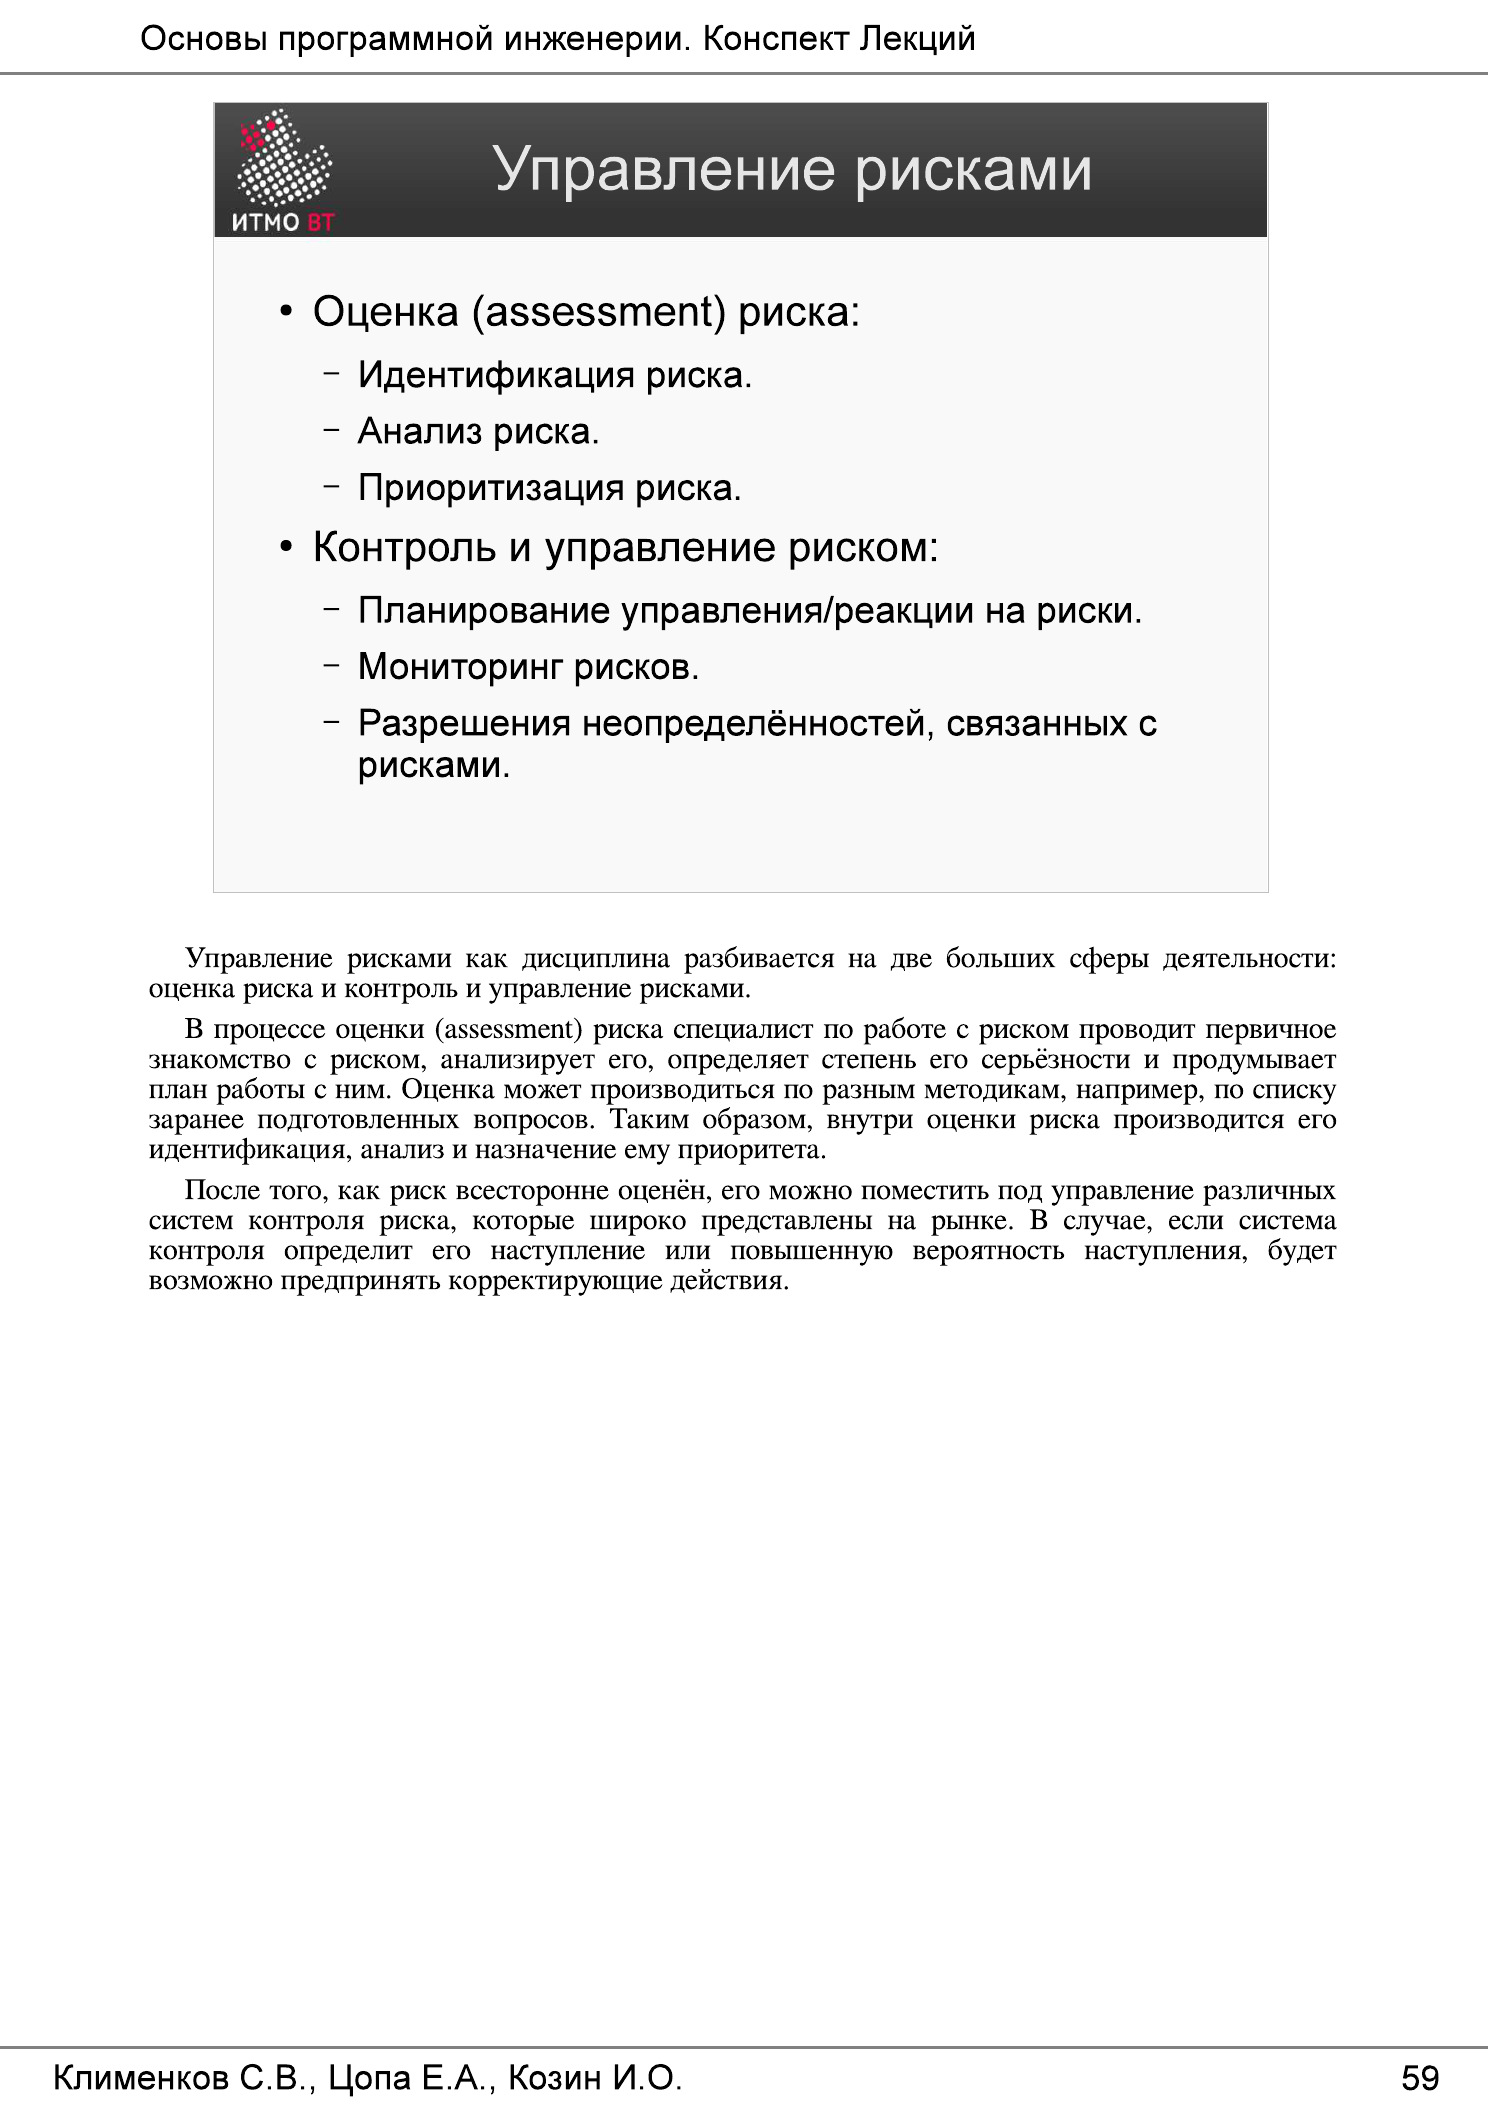 Основы программной инженерии. Конспект Лекций
Управление рисками
ИТМО ВТ
• Оценка (assessment) риска:
– Идентификация риска.
– Анализ риска.
– Приоритизация риска.
• Контроль и управление риском:
– Планирование управления/реакции на риски.
– Мониторинг рисков.
– Разрешения неопределённостей, связанных с
рисками.
Управление рисками как дисциплина разбивается на две больших сферы деятельности:
оценка риска и контроль и управление рисками.
В процессе оценки (assessment) риска специалист по работе с риском проводит первичное
знакомство с риском, анализирует его, определяет степень его серьёзности и продумывает
план работы с ним. Оценка может производиться по разным методикам, например, по списку
заранее подготовленных вопросов. Таким образом, внутри оценки риска производится его
идентификация, анализ и назначение ему приоритета.
После того, как риск всесторонне оценён, его можно поместить под управление различных
систем контроля риска, которые широко представлены на рынке. В случае, если система
контроля определит его наступление или повышенную вероятность наступления, будет
возможно предпринять корректирующие действия.
Клименков С.В., Цопа Е.А., Козин И.О.
59